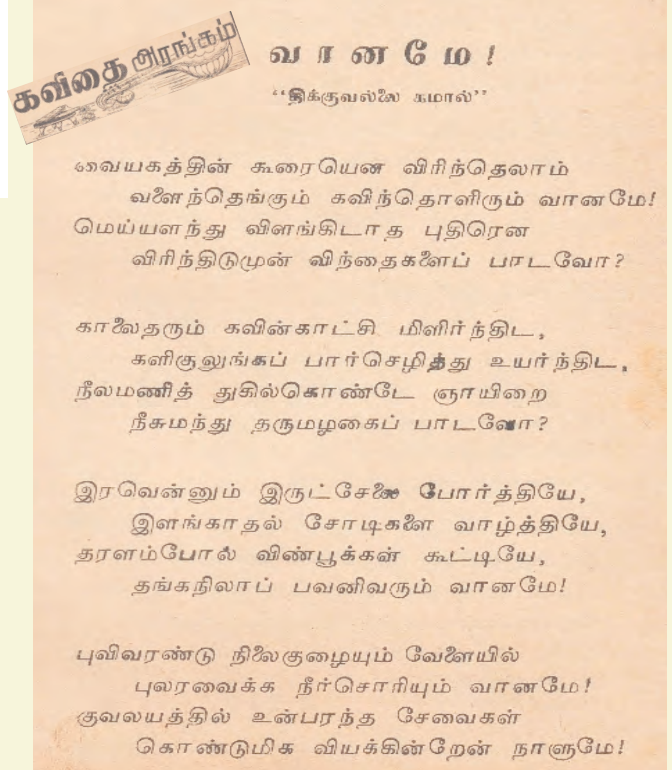 கவிதை அரங்கம்
வானமே!
“திக்குவல்லை கமால்”
வையகத்தின் கூரையென விரிந்தெலாம்
வளைந்தெங்கும் கவிந்தொளிரும் வானமே!
மெய்யளந்து விளங்கிடாத புதிரென
விரிந்திடுமுன் விந்தைகளைப் பாடவோ?
காலைதரும் கவின்காட்சி மிளிர்ந்திட,
களிகுலுங்கப் பார்செழித்து உயர்ந்திட,
நீலமணித் துகில்கொண்டே ஞாயிறை
நீசுமந்து தருமழகைப் பாடவோ?
இரவென்னும் இருட்சேலை போர்த்தியே,
இளங்காதல் சோடிகளை வாழ்த்தியே,
தரளம்போல் விண்பூக்கள் கூட்டியே,
தங்கநிலாப் பவனிவரும் வானமே!
புவிவரண்டு நிலைகுழையும் வேளையில்
புலரவைக்க நீர்சொரியும் வானமே!
குவலயத்தில் உன்பரந்த சேவைகள்
கொண்டுமிக வியக்கின்றேன் நாளுமே!